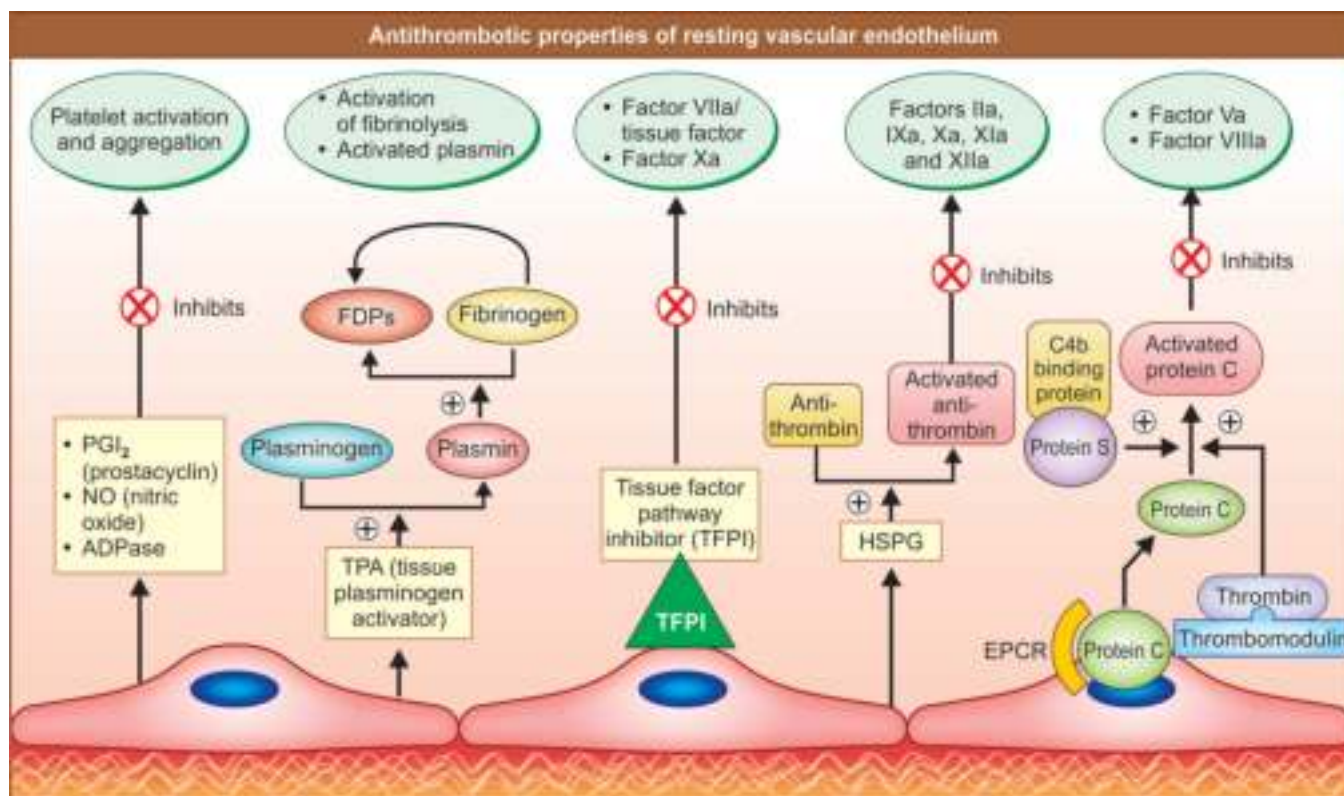 Antithrombotic properties of resting vascular endothelium
Platelet activation
and aggregation
• Activation
of fibrinolysis
• Activated plasmin
• Factor VIIa/
tissue factor
• Factor Xa
Factors IIa,
IXa, Xa, XIa
and XIIa
• Factor Va
• Factor VIIIa
Inhibits
FDPs
Fibrinogen
Inhibits
Inhibits
Inhibits
C4b
binding
protein
Activated
protein C
Anti-
thrombin
Activated
anti-
thrombin
Plasminogen
Plasmin
Protein S
• PGI₂
(prostacyclin)
• NO (nitric
oxide)
• ADPase
TPA (tissue
plasminogen
activator)
Tissue factor
pathway
inhibitor (TFPI)
TFPI
HSPG
Protein C
Thrombin
Thrombomodulin
EPCR
Protein C